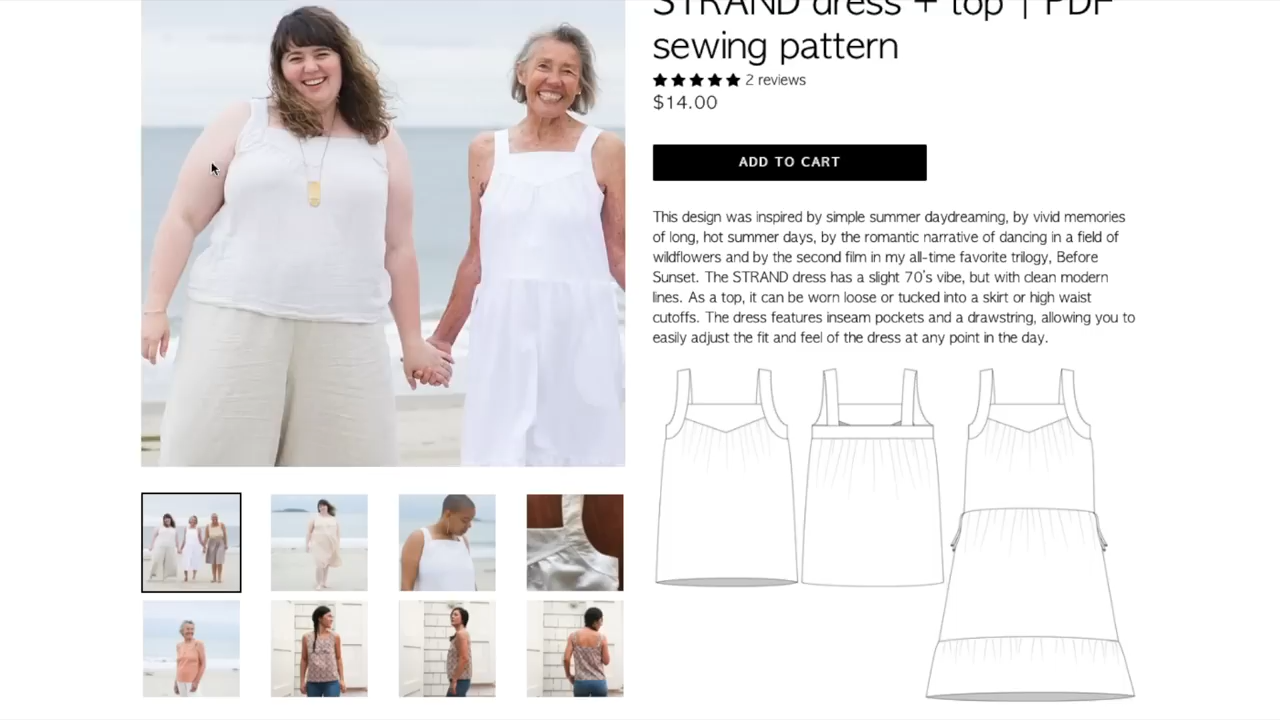 STRAND dress + top | PDF
sewing pattern
2 reviews
$14.00
ADD TO CART
This design was inspired by simple summer daydreaming, by vivid memories
of long, hot summer days, by the romantic narrative of dancing in a field of
wildflowers and by the second film in my all-time favorite trilogy, Before
Sunset. The STRAND dress has a slight 70's vibe, but with clean modern
lines. As a top, it can be worn loose or tucked into a skirt or high waist
cutoffs. The dress features inseam pockets and a drawstring, allowing you to
easily adjust the fit and feel of the dress at any point in the day.